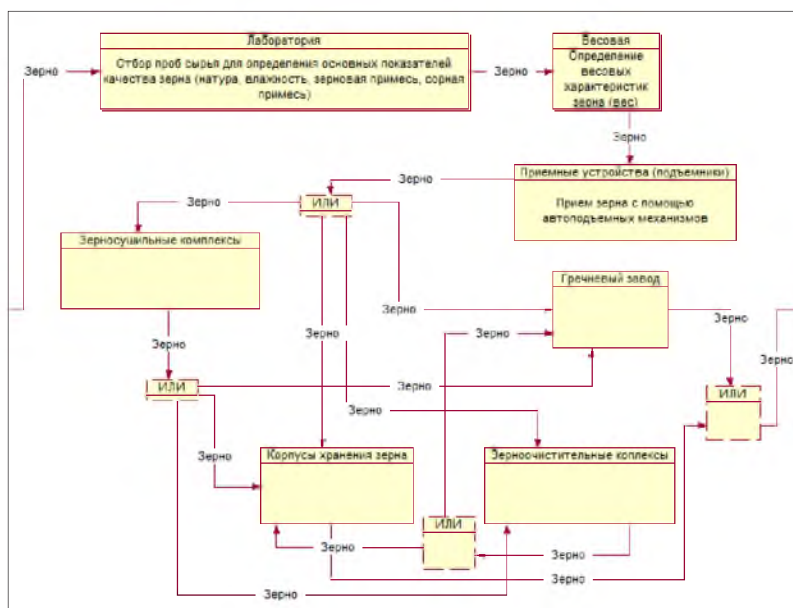 Лаборатория
Отбор проб сырья для определения основных показателей
качества зерна (натура, влажность, зерновая примесь, сорная
примесь)
Весовая
Определение
весовых
характеристик
зерна (вес)
Зерно
Зерно
Зерно
Приемные устройства (подъемники)
Прием зерна с помощью
автоподъемных механизмов
Зерно
Зерно
ИЛИ
Зерносушильные комплексы
Гречневый завод
Зерно
Зерно
Зерно
Зерно
Зерно
Зерно
ИЛИ
Зерно
ИЛИ
Зерно
Зерно
Корпусы хранения зерна
Зерноочистительные коплексы
Зерно
ИЛИ
Зерно
Зерно
Зерно
Зерно